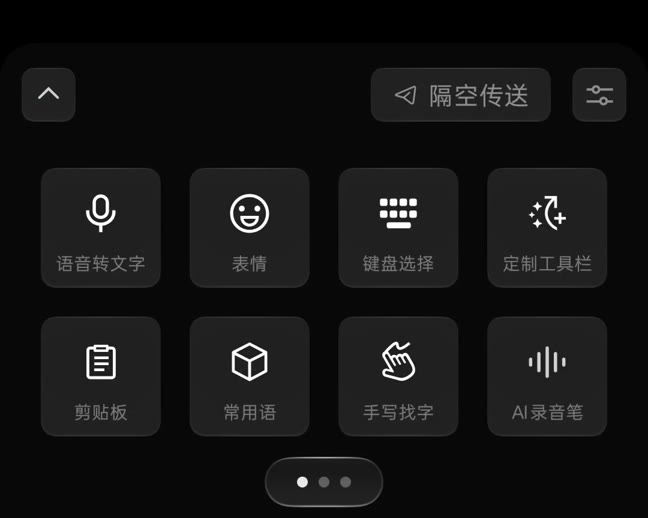 隔空传送
语音转文字
表情
键盘选择
定制工具栏
剪贴板
常用语
手写找字
AI录音笔